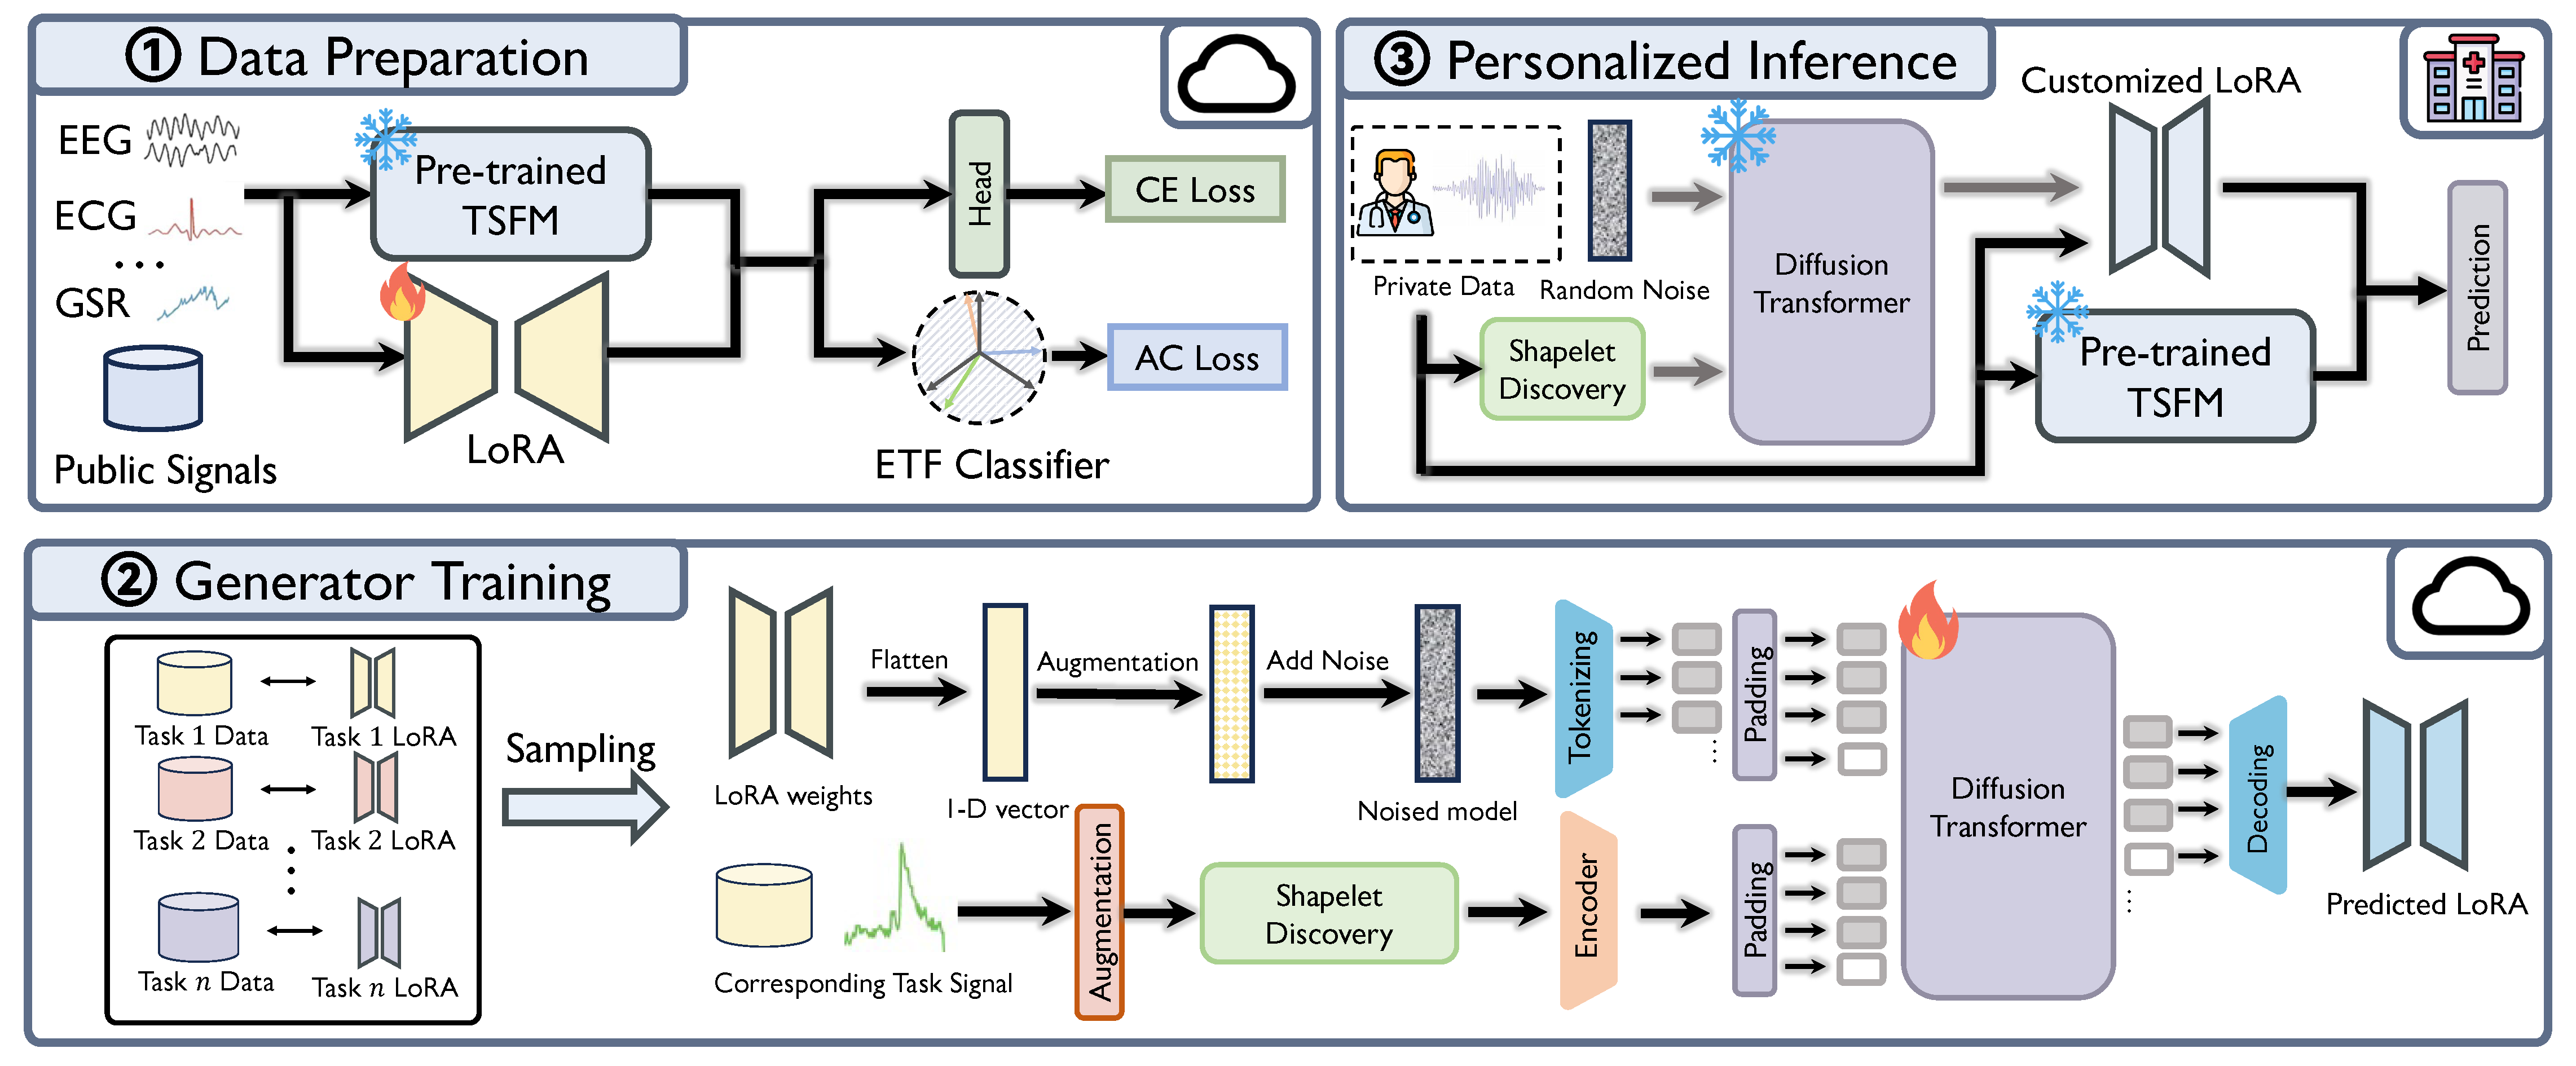 ① Data Preparation
EEG
ECG
...
GSR
Public Signals
Pre-trained
TSFM
LoRA
Head
CE Loss
ETF Classifier
AC Loss
③ Personalized Inference
Private Data
Random Noise
Shapelet
Discovery
Diffusion
Transformer
Customized LoRA
Pre-trained
TSFM
Prediction
② Generator Training
Task 1 Data
Task 1 LoRA
Task 2 Data
Task 2 LoRA
Task n Data
Task n LoRA
Sampling
LoRA weights
Flatten
1-D vector
Augmentation
Add Noise
Noised model
Tokenizing
Padding
Corresponding Task Signal
Augmentation
Shapelet
Discovery
Encoder
Padding
Diffusion
Transformer
Decoding
Predicted LoRA